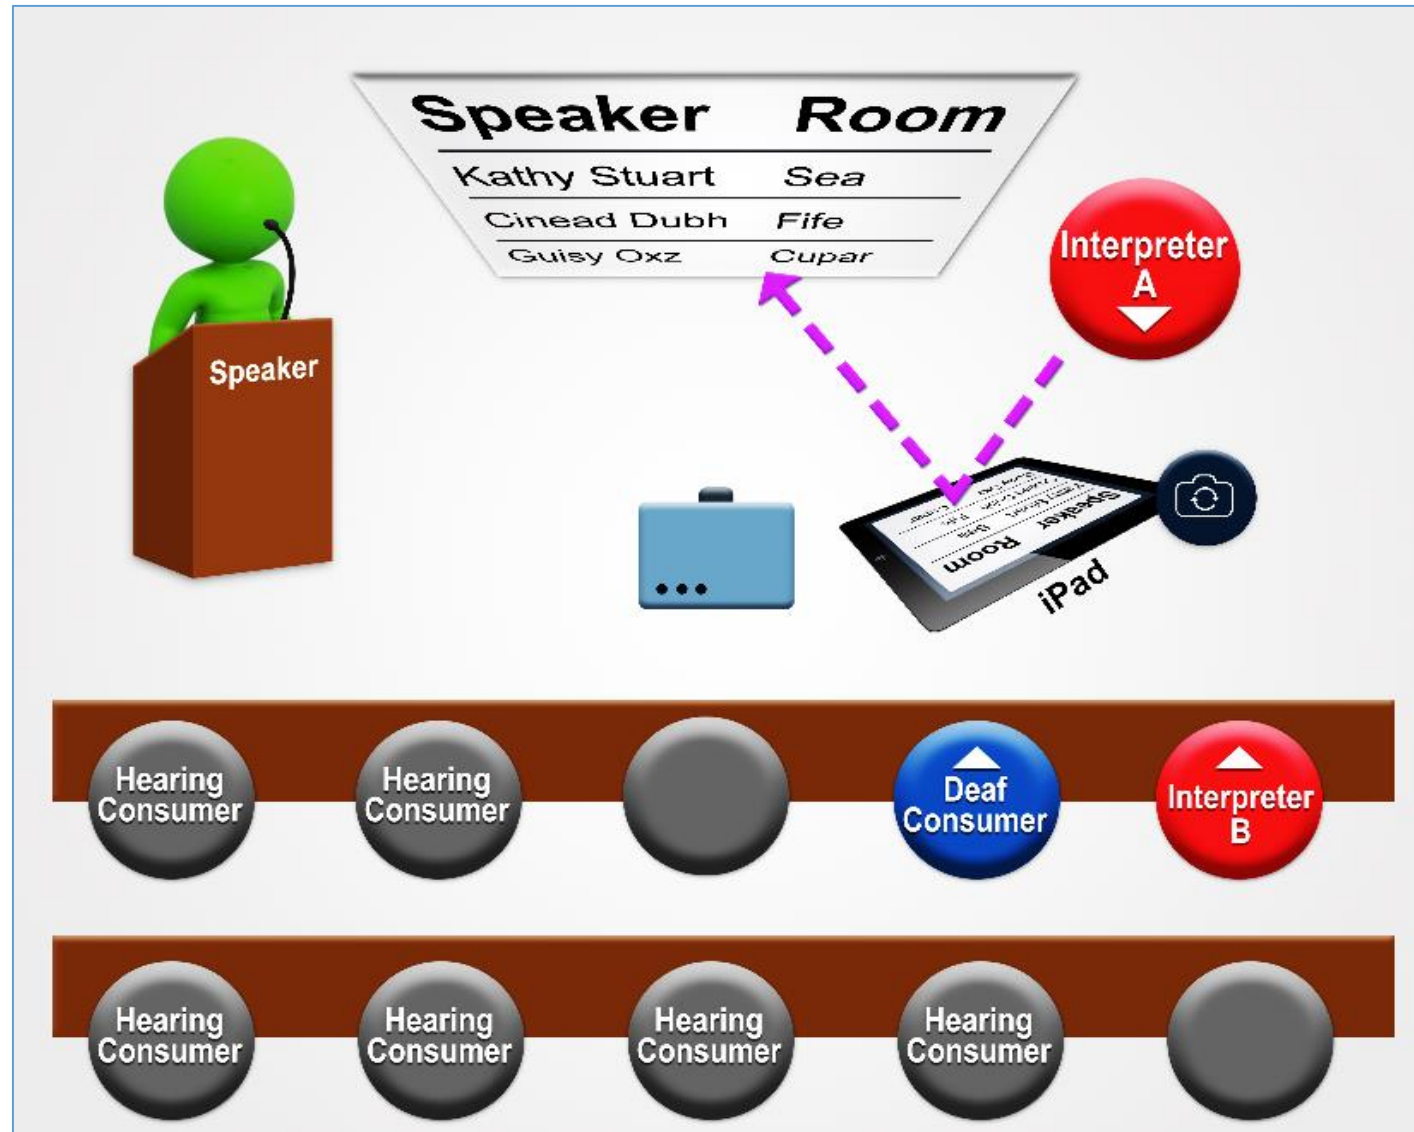 Speaker Room
Kathy Stuart Sea
Cinead Dubh Fife
Guisy Oxz Cupar
Interpreter
A
Speaker
Speaker
Room
iPad
Hearing
Consumer
Hearing
Consumer
Deaf
Consumer
Interpreter
B
Hearing
Consumer
Hearing
Consumer
Hearing
Consumer
Hearing
Consumer